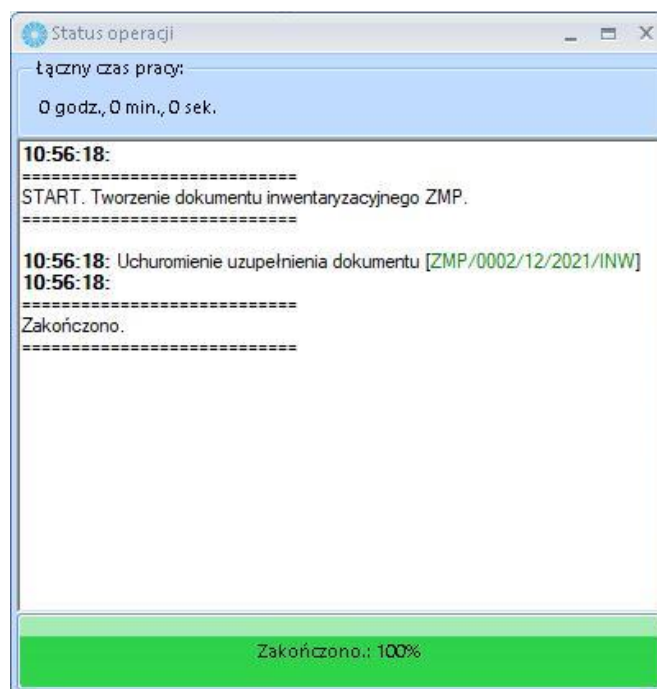 Status operacji
Łączny czas pracy:
0 godz., 0 min., 0 sek.
10:56:18:
============================
START. Tworzenie dokumentu inwentaryzacyjnego ZMP.
============================
10:56:18: Uchuromienie uzupełnienia dokumentu [ZMP/0002/12/2021/INW]
10:56:18:
============================
Zakończono.
============================
Zakończono.: 100%